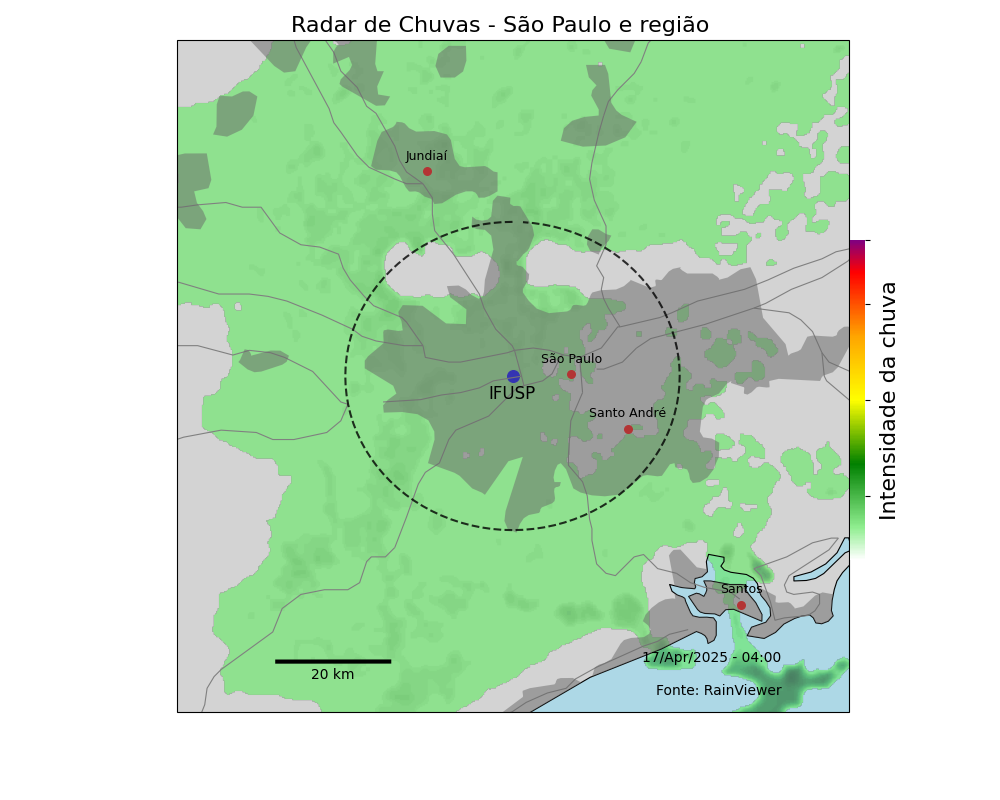 Radar de Chuvas - São Paulo e região
Jundiaí
São Paulo
IFUSP
Santo André
Intensidade da chuva
Santos
17/Apr/2025 - 04:00
20 km
Fonte: RainViewer